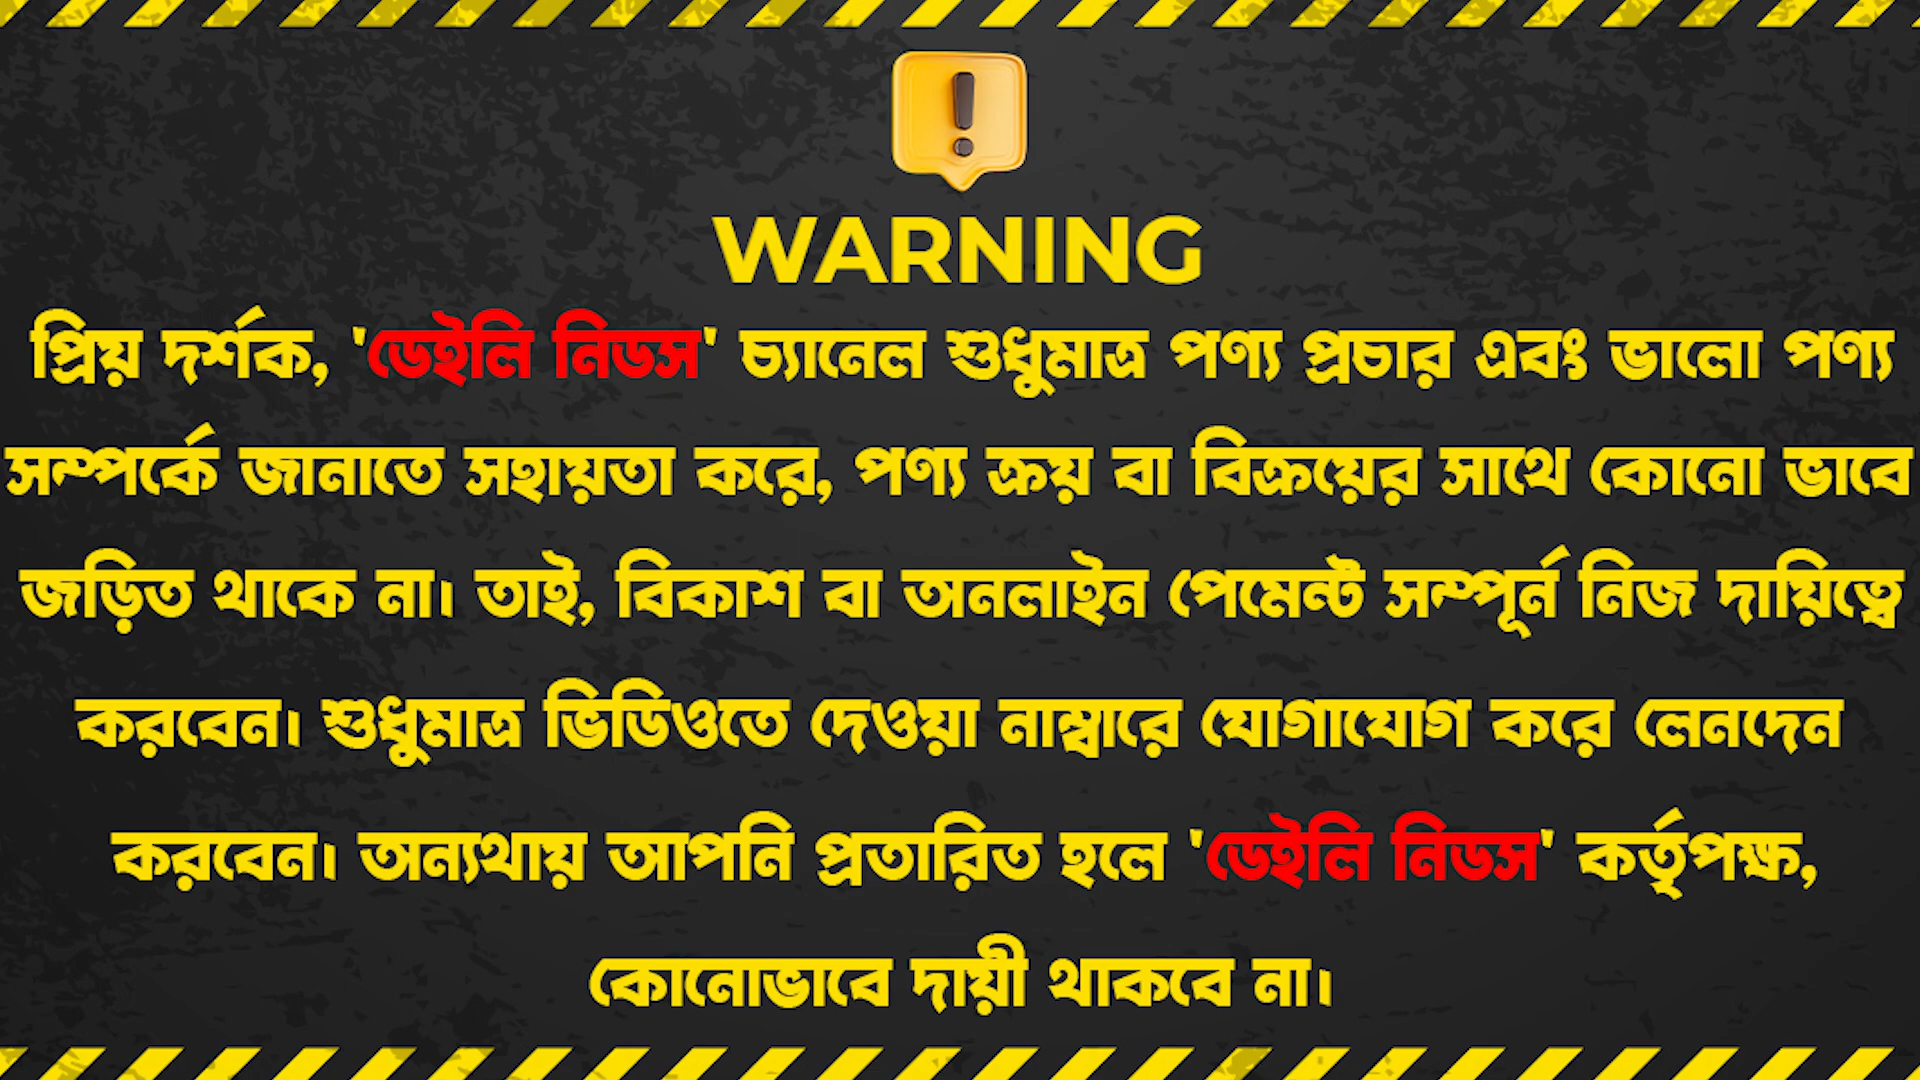 WARNING
প্রিয় দর্শক, 'ডেইলি নিডস' চ্যানেল শুধুমাত্র পণ্য প্রচার এবং ভালো পণ্য
সম্পর্কে জানাতে সহায়তা করে, পণ্য ক্রয় বা বিক্রয়ের সাথে কোনো ভাবে
জড়িত থাকে না। তাই, বিকাশ বা অনলাইন পেমেন্ট সম্পূর্ন নিজ দায়িত্বে
করবেন। শুধুমাত্র ভিডিওতে দেওয়া নাম্বারে যোগাযোগ করে লেনদেন
করবেন। অন্যথায় আপনি প্রতারিত হলে 'ডেইলি নিডস' কর্তৃপক্ষ,
কোনোভাবে দায়ী থাকবে না।